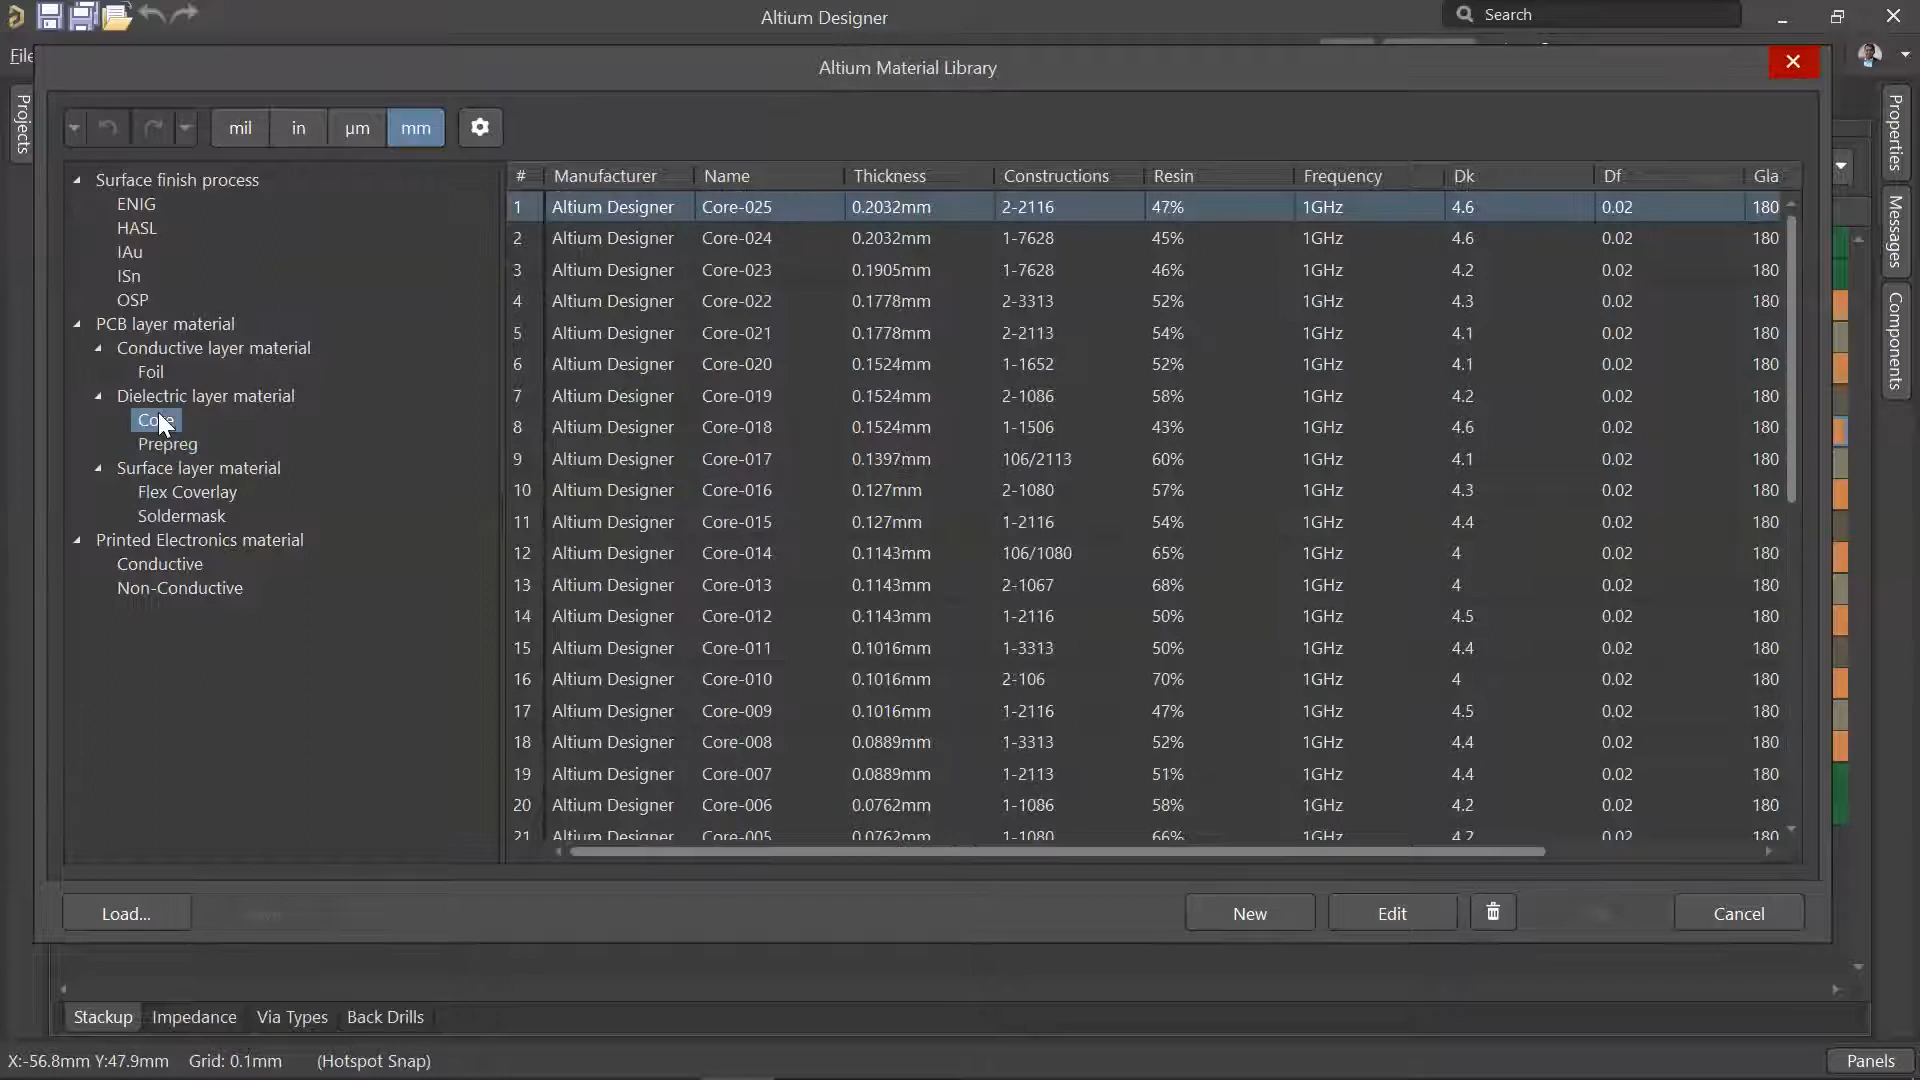 Altium Designer
Search
File
Altium Material Library
Projects
mil in µm mm
Surface finish process
ENIG
HASL
IAu
ISn
OSP
PCB layer material
Conductive layer material
Foil
Dielectric layer material
Core
Prepreg
Surface layer material
Flex Coverlay
Soldermask
Printed Electronics material
Conductive
Non-Conductive
# Manufacturer Name Thickness Constructions Resin Frequency Dk Df Gla
1 Altium Designer Core-025 0.2032mm 2-2116 47% 1GHz 4.6 0.02 180
2 Altium Designer Core-024 0.2032mm 1-7628 45% 1GHz 4.6 0.02 180
3 Altium Designer Core-023 0.1905mm 1-7628 46% 1GHz 4.2 0.02 180
4 Altium Designer Core-022 0.1778mm 2-3313 52% 1GHz 4.3 0.02 180
5 Altium Designer Core-021 0.1778mm 2-2113 54% 1GHz 4.1 0.02 180
6 Altium Designer Core-020 0.1524mm 1-1652 52% 1GHz 4.1 0.02 180
7 Altium Designer Core-019 0.1524mm 2-1086 58% 1GHz 4.2 0.02 180
8 Altium Designer Core-018 0.1524mm 1-1506 43% 1GHz 4.6 0.02 180
9 Altium Designer Core-017 0.1397mm 106/2113 60% 1GHz 4.1 0.02 180
10 Altium Designer Core-016 0.127mm 2-1080 57% 1GHz 4.3 0.02 180
11 Altium Designer Core-015 0.127mm 1-2116 54% 1GHz 4.4 0.02 180
12 Altium Designer Core-014 0.1143mm 106/1080 65% 1GHz 4 0.02 180
13 Altium Designer Core-013 0.1143mm 2-1067 68% 1GHz 4 0.02 180
14 Altium Designer Core-012 0.1143mm 1-2116 50% 1GHz 4.5 0.02 180
15 Altium Designer Core-011 0.1016mm 1-3313 50% 1GHz 4.4 0.02 180
16 Altium Designer Core-010 0.1016mm 2-106 70% 1GHz 4 0.02 180
17 Altium Designer Core-009 0.1016mm 1-2116 47% 1GHz 4.5 0.02 180
18 Altium Designer Core-008 0.0889mm 1-3313 52% 1GHz 4.4 0.02 180
19 Altium Designer Core-007 0.0889mm 1-2113 51% 1GHz 4.4 0.02 180
20 Altium Designer Core-006 0.0762mm 1-1086 58% 1GHz 4.2 0.02 180
21 Altium Designer Core-005 0.0762mm 1-1080 66% 1GHz 4.2 0.02 180
Properties
Messages
Components
Load... New Edit Cancel
Stackup Impedance Via Types Back Drills
X:-56.8mm Y:47.9mm Grid: 0.1mm (Hotspot Snap)
Panels